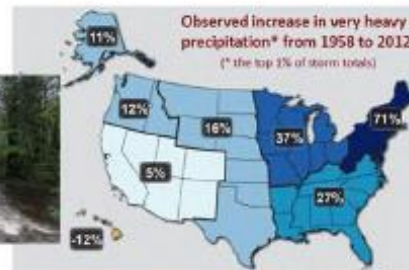 Observed increase in very heavy
precipitation* from 1958 to 2012
(* the top 1% of storm totals)
11%
12%
16%
37%
71%
5%
27%
-12%